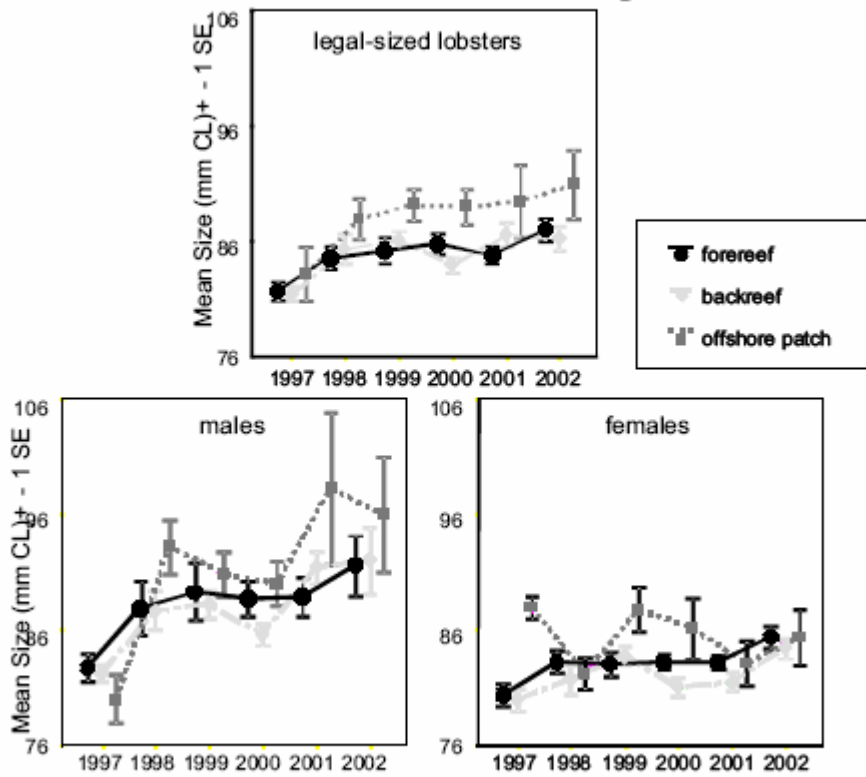 106
legal-sized lobsters
96
86
76
Mean Size (mm CL)+ - 1 SE
1997 1998 1999 2000 2001 2002
forereef
backreef
offshore patch
106
males
96
86
76
Mean Size (mm CL)+ - 1 SE
1997 1998 1999 2000 2001 2002
106
females
96
86
76
1997 1998 1999 2000 2001 2002